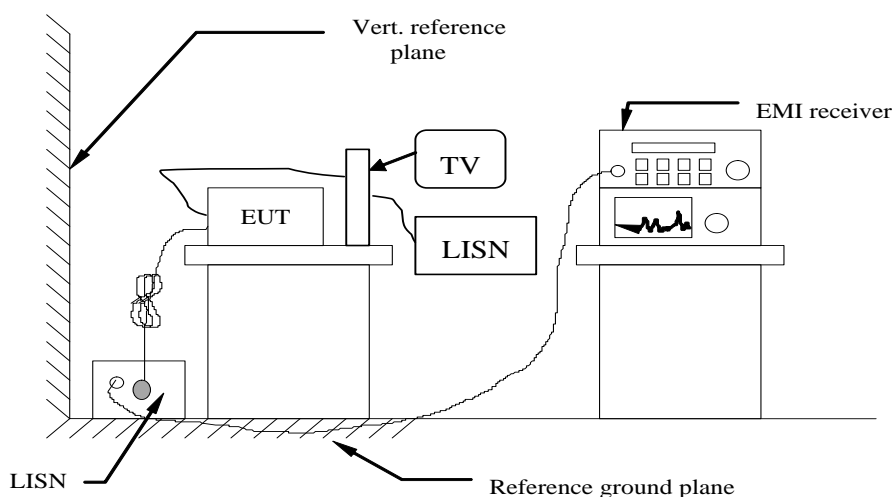 Vert. reference
plane
EMI receiver
TV
EUT
LISN
LISN
Reference ground plane